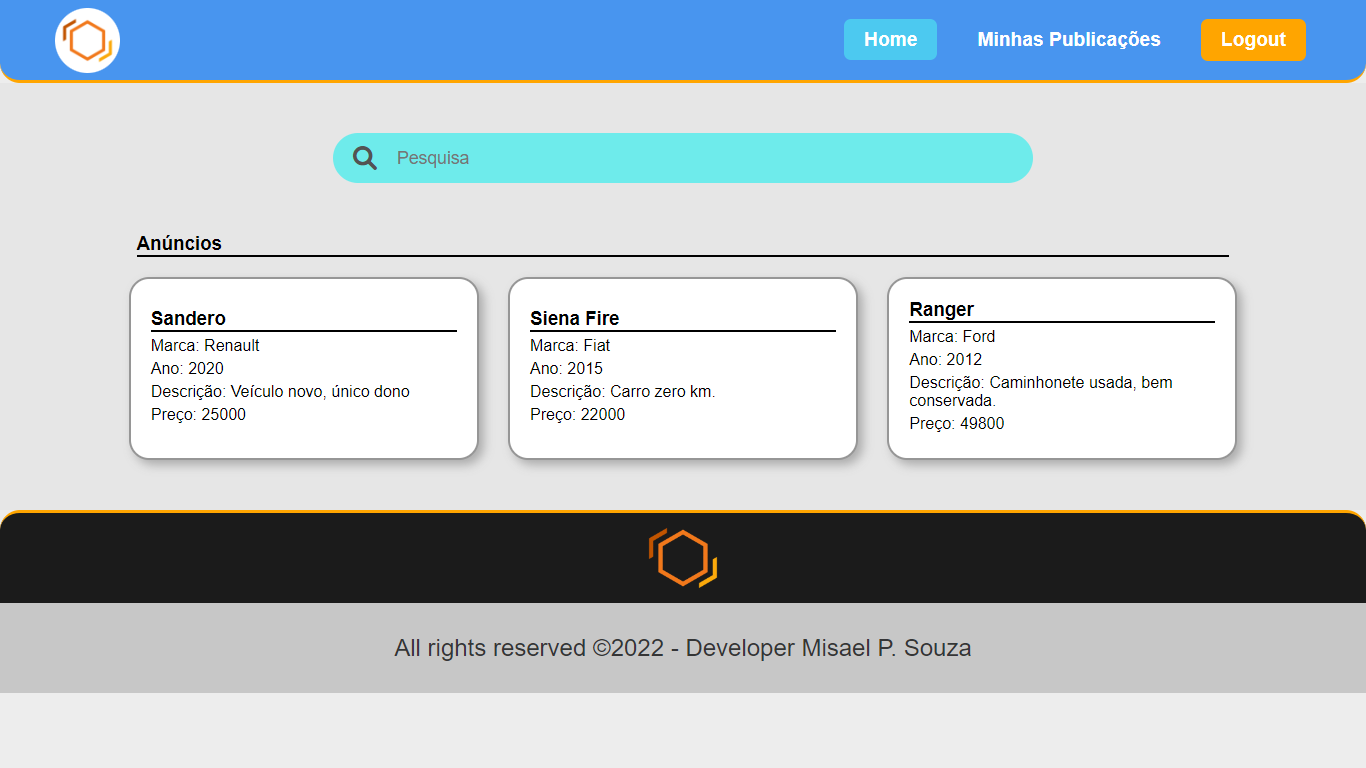 Home
Minhas Publicações
Logout
Pesquisa
Anúncios
Sandero
Marca: Renault
Ano: 2020
Descrição: Veículo novo, único dono
Preço: 25000
Siena Fire
Marca: Fiat
Ano: 2015
Descrição: Carro zero km.
Preço: 22000
Ranger
Marca: Ford
Ano: 2012
Descrição: Caminhonete usada, bem
conservada.
Preço: 49800
All rights reserved ©2022 - Developer Misael P. Souza